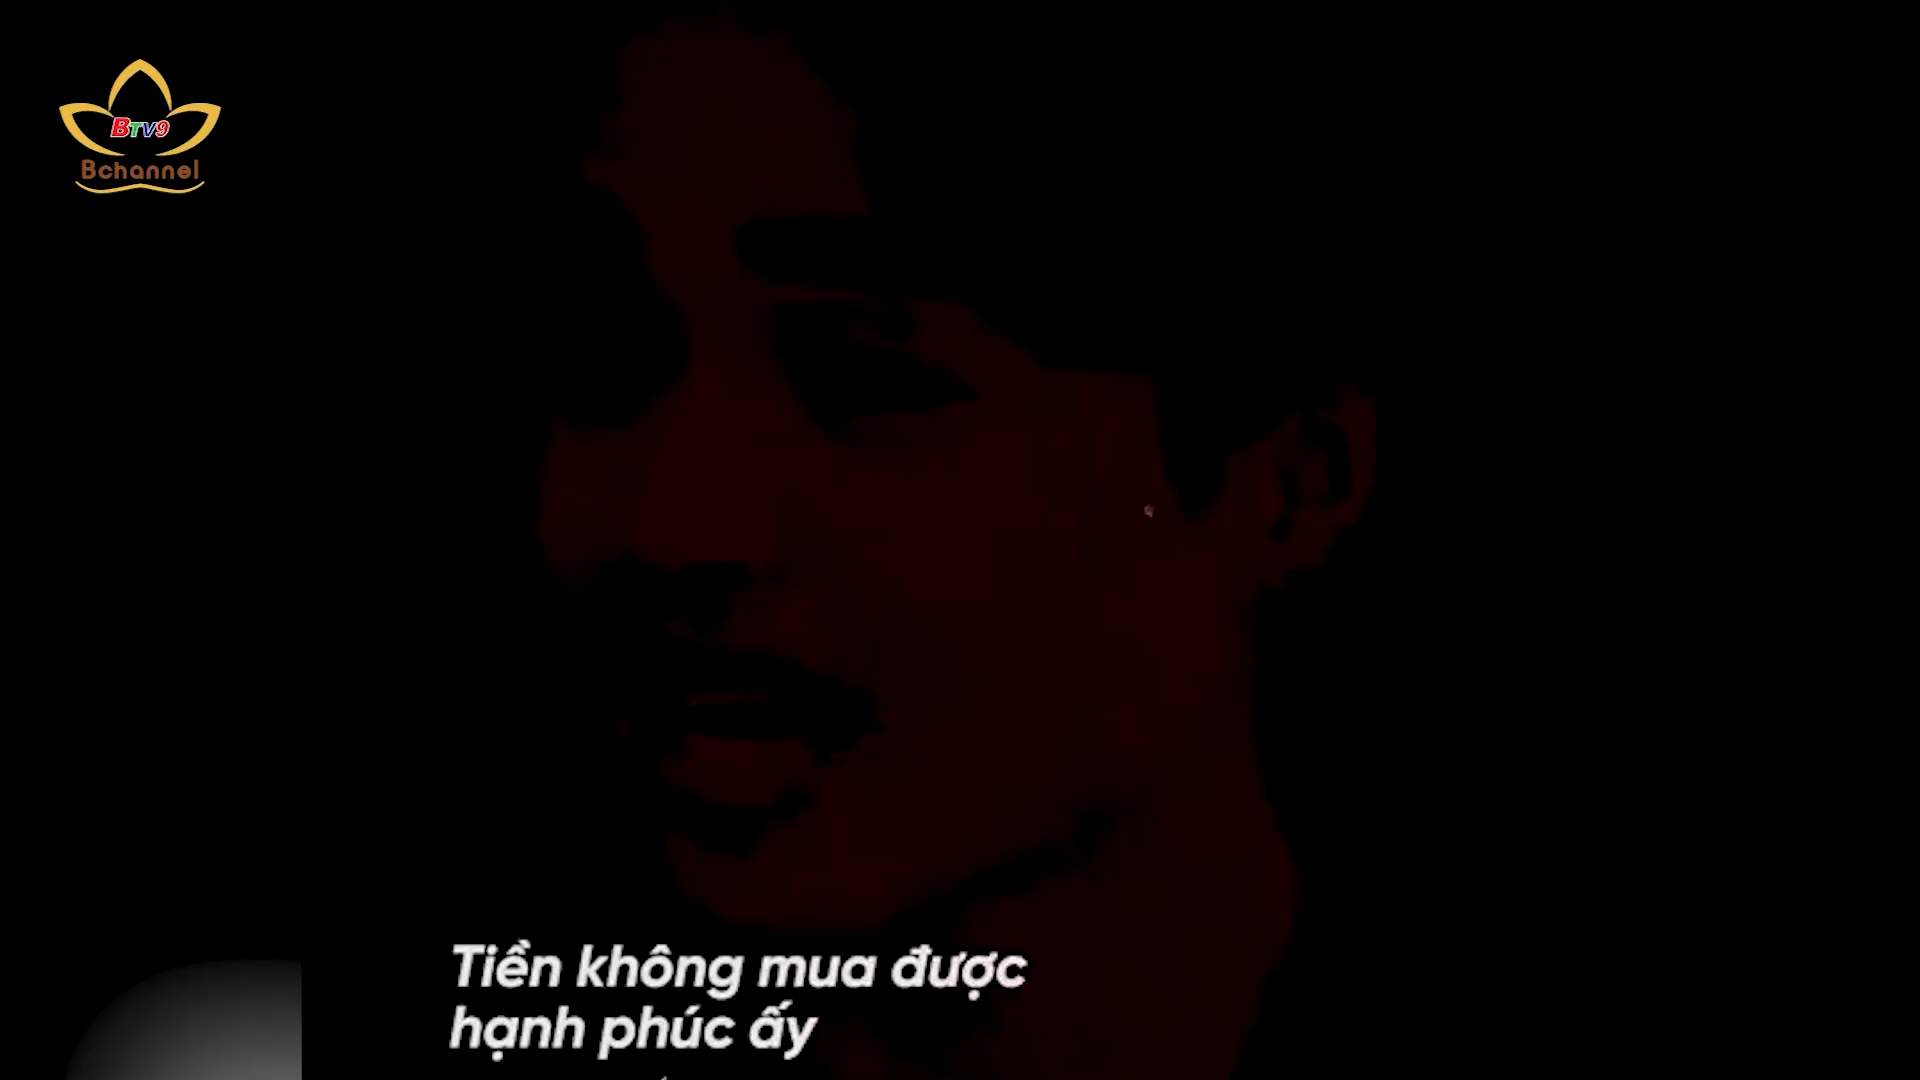 BTV9
Bchannel
Tiền không mua được
hạnh phúc ấy